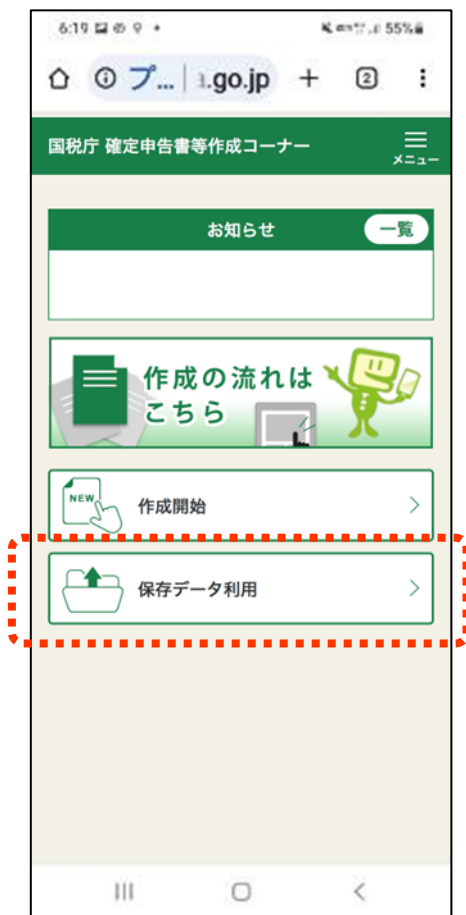 6:19
55%
プ...
.go.jp
2
国税庁 確定申告書等作成コーナー
メニュー
お知らせ
一覧
作成の流れは
こちら
NEW
作成開始
保存データ利用